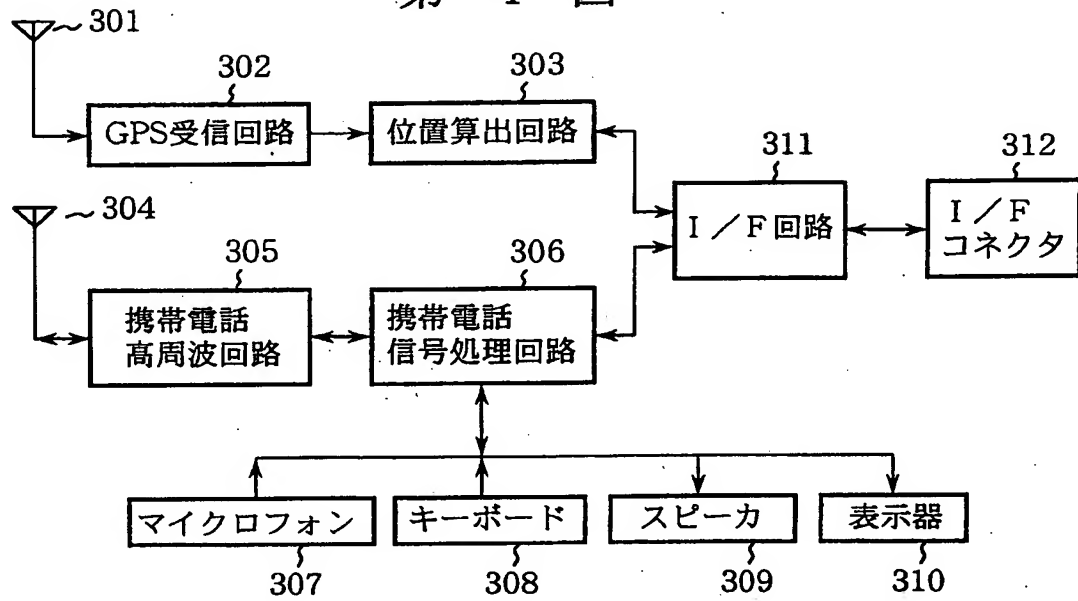 第 1 図
301
302
303
GPS受信回路
位置算出回路
311
312
304
I/F回路
I/F
コネクタ
305
306
携帯電話
高周波回路
携帯電話
信号処理回路
マイクロフォン
キーボード
スピーカ
表示器
307
308
309
310